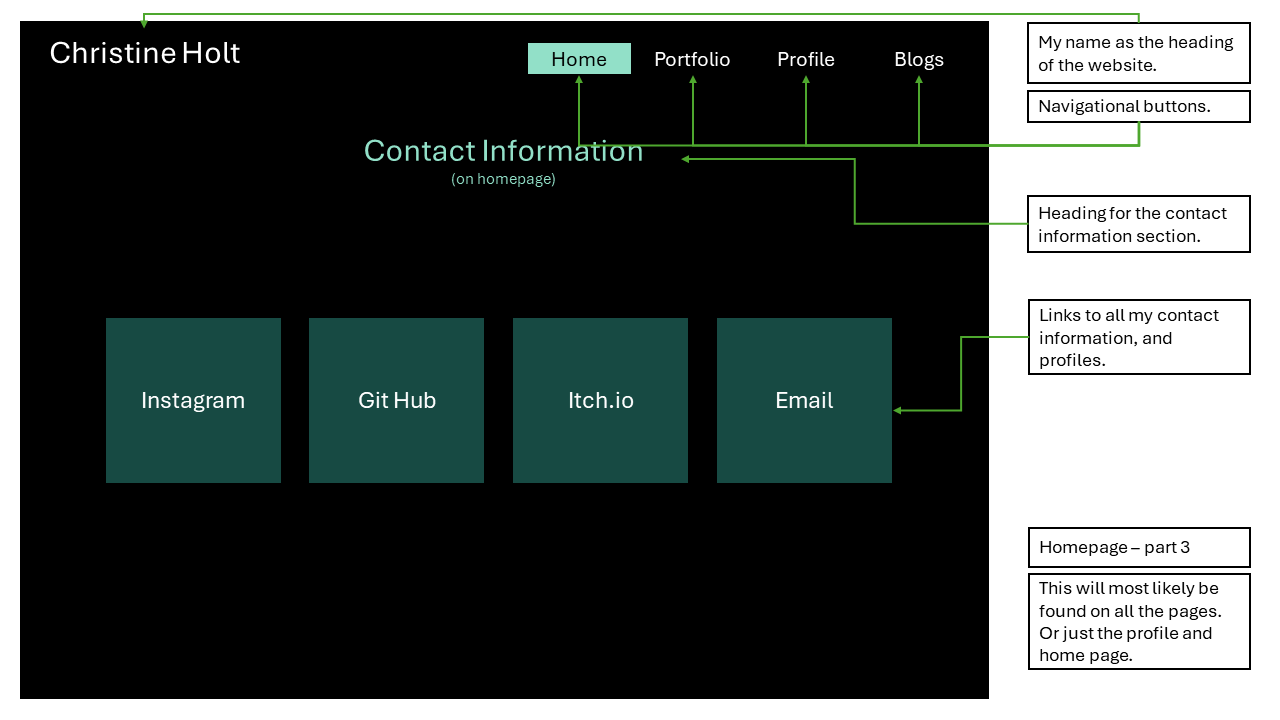 Christine Holt
Home
Portfolio
Profile
Blogs
Contact Information
(on homepage)
Instagram
Git Hub
Itch.io
Email
My name as the heading
of the website.
Navigational buttons.
Heading for the contact
information section.
Links to all my contact
information, and
profiles.
Homepage – part 3
This will most likely be
found on all the pages.
Or just the profile and
home page.